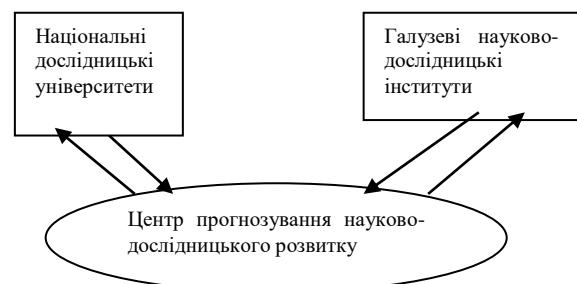 Національні
дослідницькі
університети
Галузеві науково-
дослідницькі
інститути
Центр прогнозування науково-
дослідницького розвитку